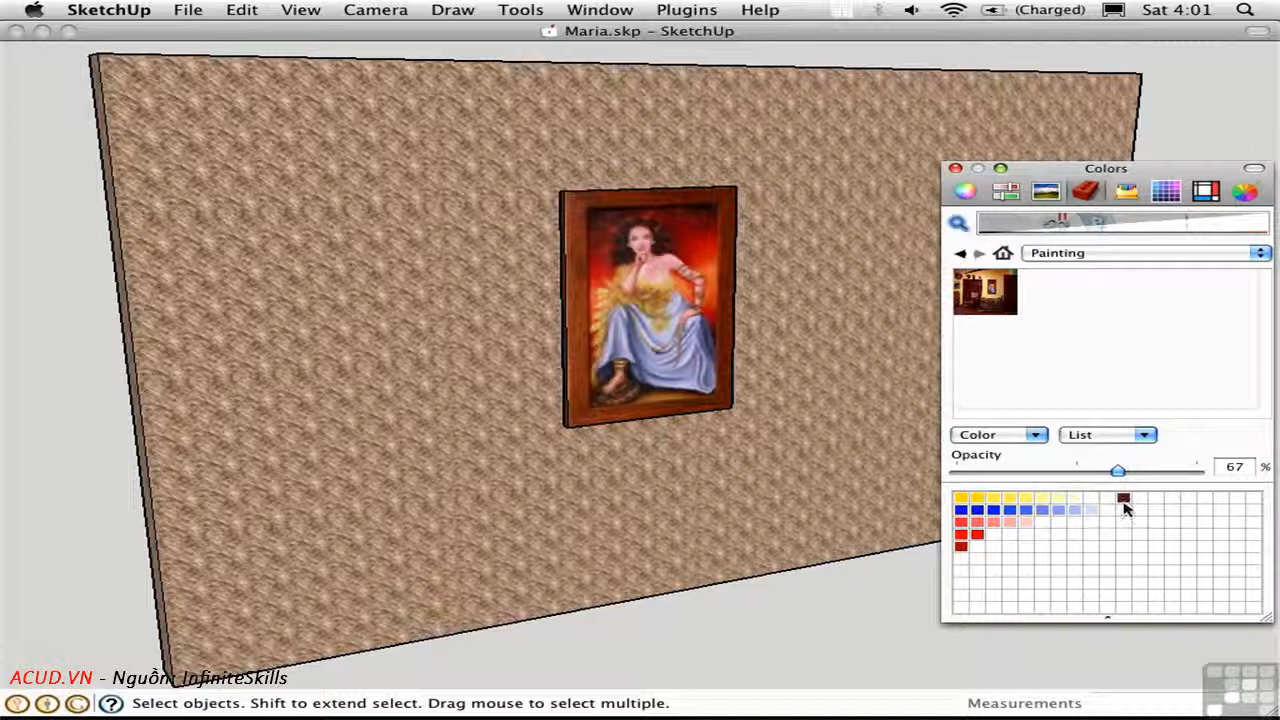 SketchUp File Edit View Camera Draw Tools Window Plugins Help (Charged) Sat 4:01
Maria.skp – SketchUp
Colors
Painting
Color List
Opacity
67 %
ACUD.VN - Nguồn: InfiniteSkills
Select objects. Shift to extend select. Drag mouse to select multiple. Measurements